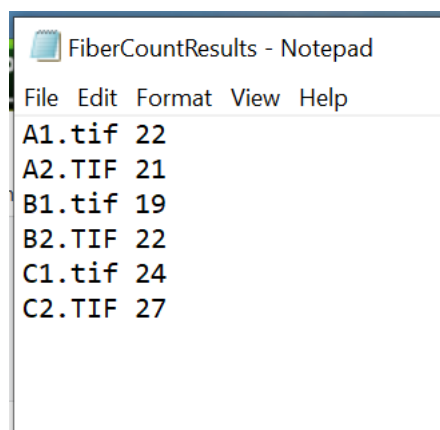 FiberCountResults - Notepad
File Edit Format View Help
A1.tif 22
A2.TIF 21
B1.tif 19
B2.TIF 22
C1.tif 24
C2.TIF 27